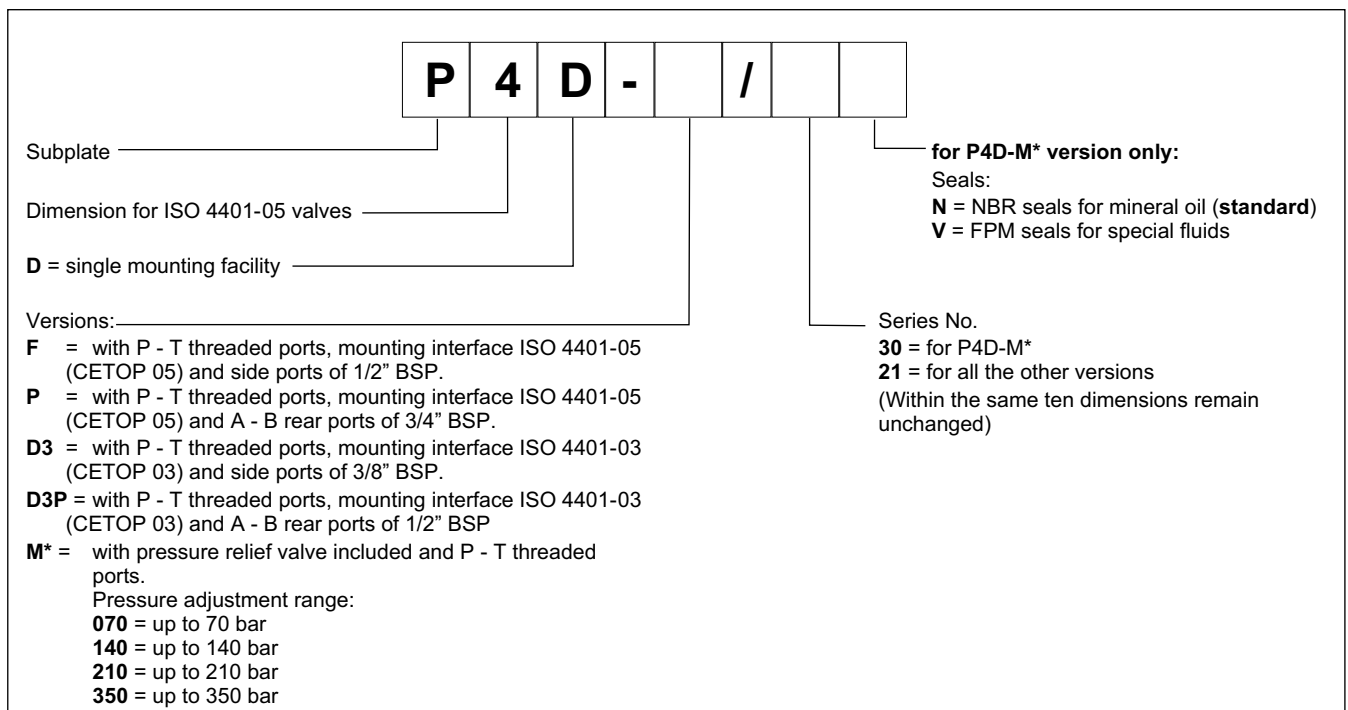 P 4 D - /
Subplate
Dimension for ISO 4401-05 valves
D = single mounting facility
Versions:
F = with P - T threaded ports, mounting interface ISO 4401-05
(CETOP 05) and side ports of 1/2” BSP.
P = with P - T threaded ports, mounting interface ISO 4401-05
(CETOP 05) and A - B rear ports of 3/4” BSP.
D3 = with P - T threaded ports, mounting interface ISO 4401-03
(CETOP 03) and side ports of 3/8” BSP.
D3P = with P - T threaded ports, mounting interface ISO 4401-03
(CETOP 03) and A - B rear ports of 1/2” BSP
M* = with pressure relief valve included and P - T threaded
ports.
Pressure adjustment range:
070 = up to 70 bar
140 = up to 140 bar
210 = up to 210 bar
350 = up to 350 bar
for P4D-M* version only:
Seals:
N = NBR seals for mineral oil (standard)
V = FPM seals for special fluids
Series No.
30 = for P4D-M*
21 = for all the other versions
(Within the same ten dimensions remain
unchanged)